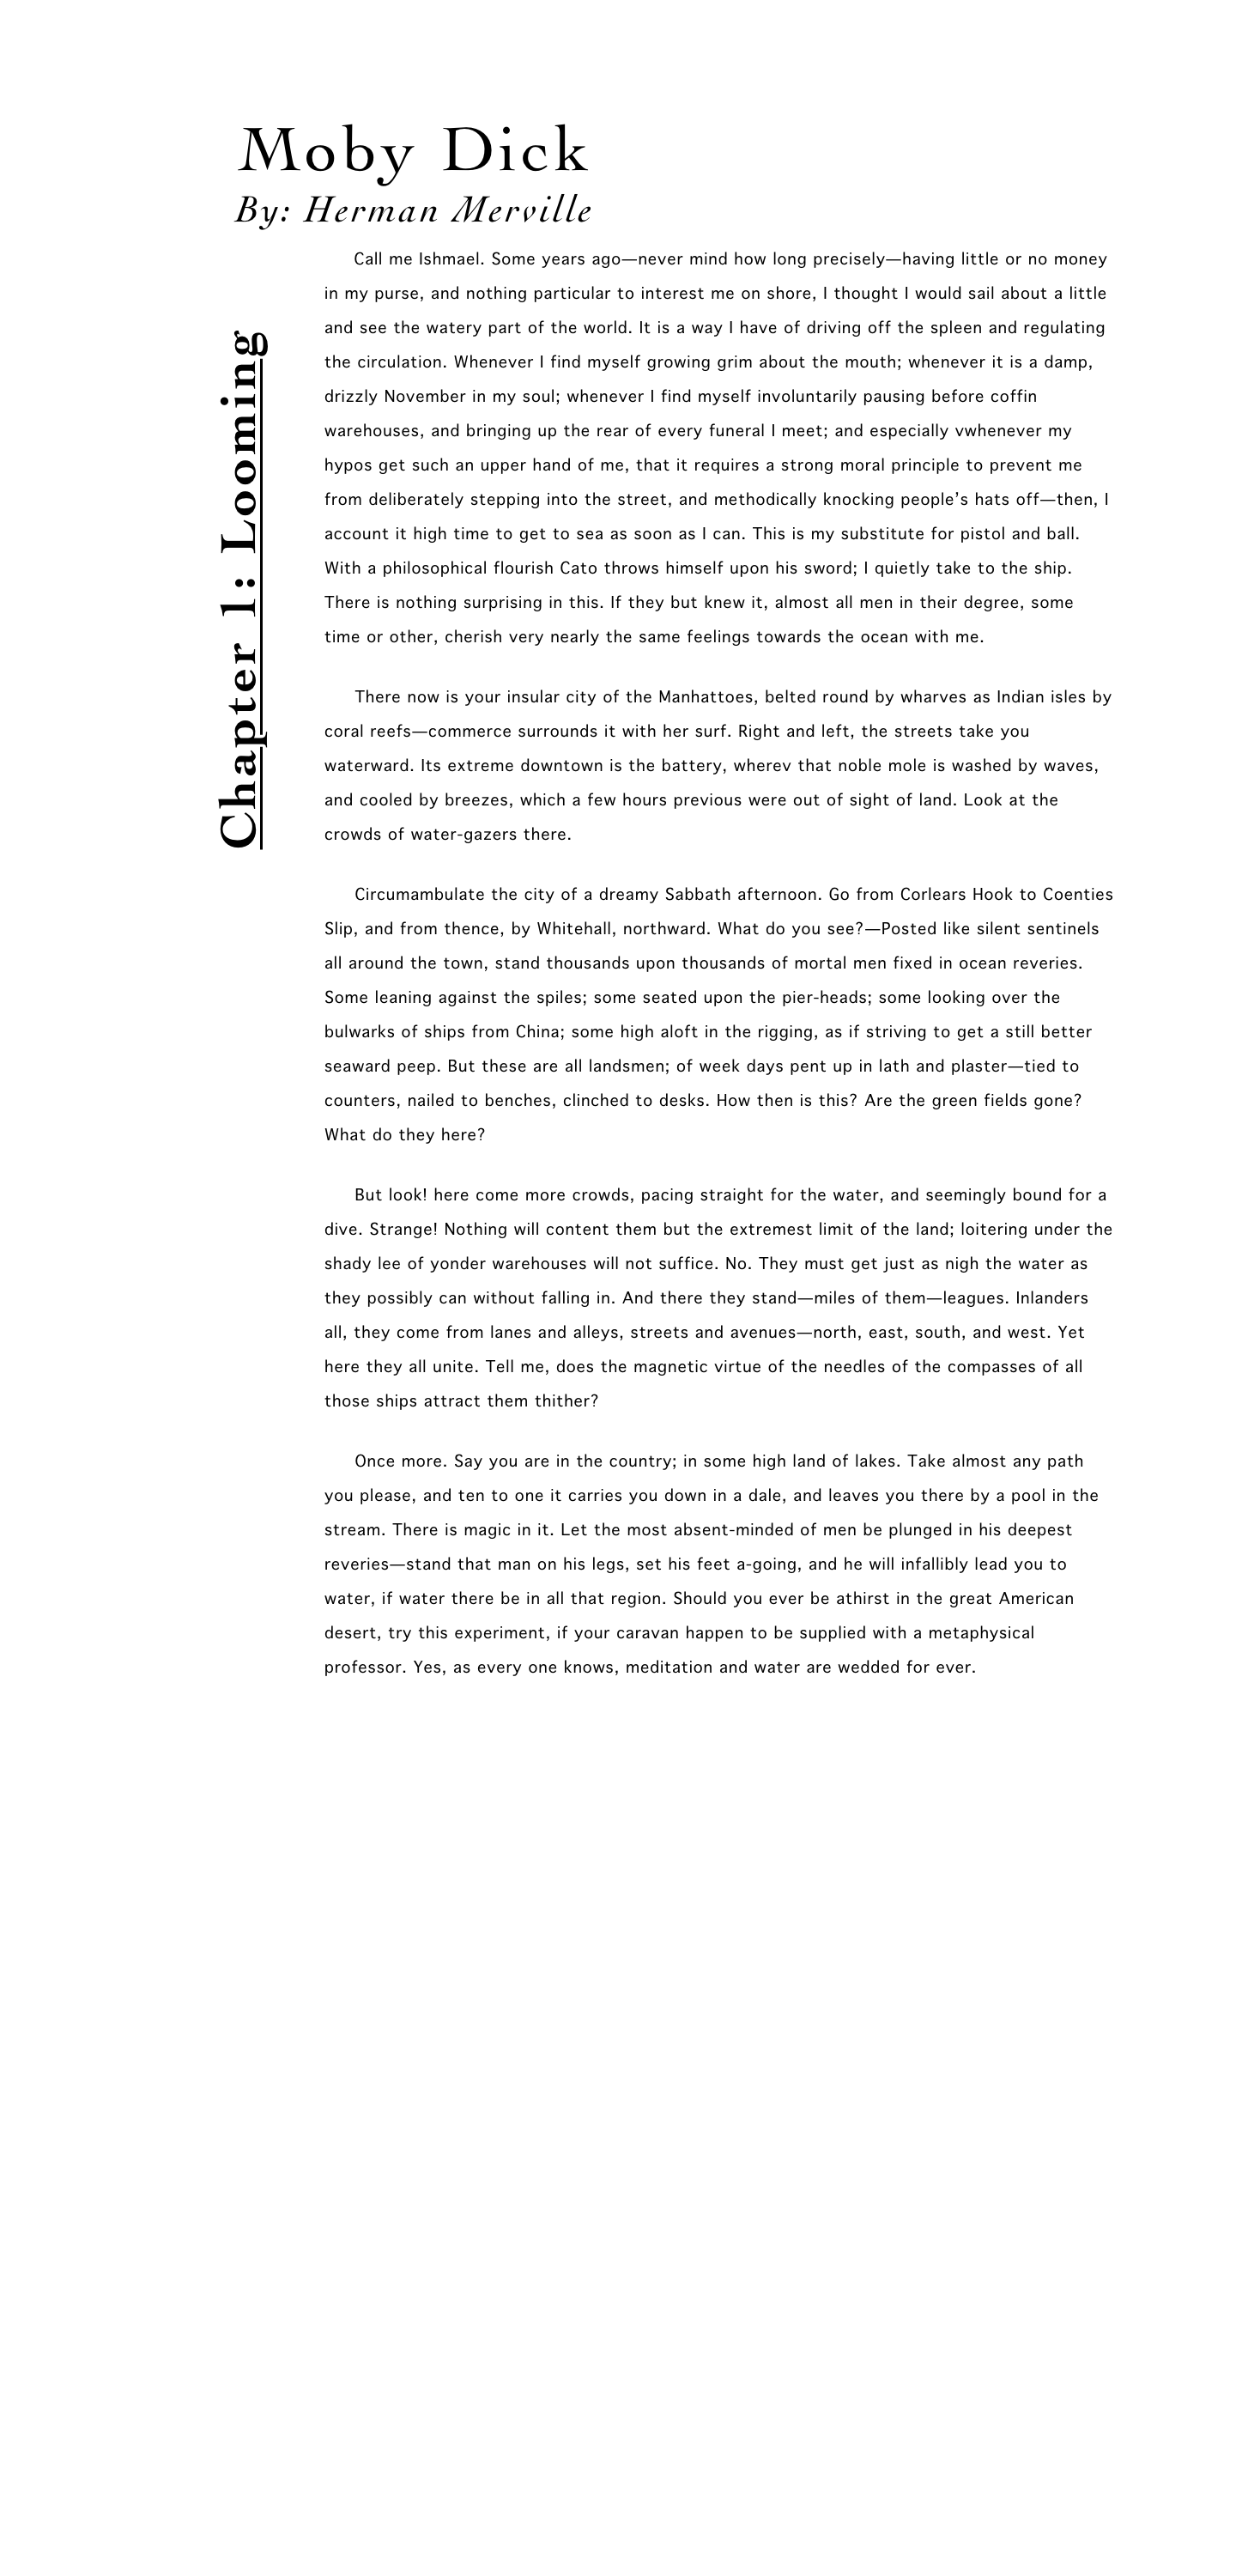 Moby Dick
By: Herman Merville
Chapter 1: Looming
Call me Ishmael. Some years ago—never mind how long precisely—having little or no money
in my purse, and nothing particular to interest me on shore, I thought I would sail about a little
and see the watery part of the world. It is a way I have of driving off the spleen and regulating
the circulation. Whenever I find myself growing grim about the mouth; whenever it is a damp,
drizzly November in my soul; whenever I find myself involuntarily pausing before coffin
warehouses, and bringing up the rear of every funeral I meet; and especially vwhenever my
hypos get such an upper hand of me, that it requires a strong moral principle to prevent me
from deliberately stepping into the street, and methodically knocking people’s hats off—then, I
account it high time to get to sea as soon as I can. This is my substitute for pistol and ball.
With a philosophical flourish Cato throws himself upon his sword; I quietly take to the ship.
There is nothing surprising in this. If they but knew it, almost all men in their degree, some
time or other, cherish very nearly the same feelings towards the ocean with me.
There now is your insular city of the Manhattoes, belted round by wharves as Indian isles by
coral reefs—commerce surrounds it with her surf. Right and left, the streets take you
waterward. Its extreme downtown is the battery, wherev that noble mole is washed by waves,
and cooled by breezes, which a few hours previous were out of sight of land. Look at the
crowds of water-gazers there.
Circumambulate the city of a dreamy Sabbath afternoon. Go from Corlears Hook to Coenties
Slip, and from thence, by Whitehall, northward. What do you see?—Posted like silent sentinels
all around the town, stand thousands upon thousands of mortal men fixed in ocean reveries.
Some leaning against the spiles; some seated upon the pier-heads; some looking over the
bulwarks of ships from China; some high aloft in the rigging, as if striving to get a still better
seaward peep. But these are all landsmen; of week days pent up in lath and plaster—tied to
counters, nailed to benches, clinched to desks. How then is this? Are the green fields gone?
What do they here?
But look! here come more crowds, pacing straight for the water, and seemingly bound for a
dive. Strange! Nothing will content them but the extremest limit of the land; loitering under the
shady lee of yonder warehouses will not suffice. No. They must get just as nigh the water as
they possibly can without falling in. And there they stand—miles of them—leagues. Inlanders
all, they come from lanes and alleys, streets and avenues—north, east, south, and west. Yet
here they all unite. Tell me, does the magnetic virtue of the needles of the compasses of all
those ships attract them thither?
Once more. Say you are in the country; in some high land of lakes. Take almost any path
you please, and ten to one it carries you down in a dale, and leaves you there by a pool in the
stream. There is magic in it. Let the most absent-minded of men be plunged in his deepest
reveries—stand that man on his legs, set his feet a-going, and he will infallibly lead you to
water, if water there be in all that region. Should you ever be athirst in the great American
desert, try this experiment, if your caravan happen to be supplied with a metaphysical
professor. Yes, as every one knows, meditation and water are wedded for ever.